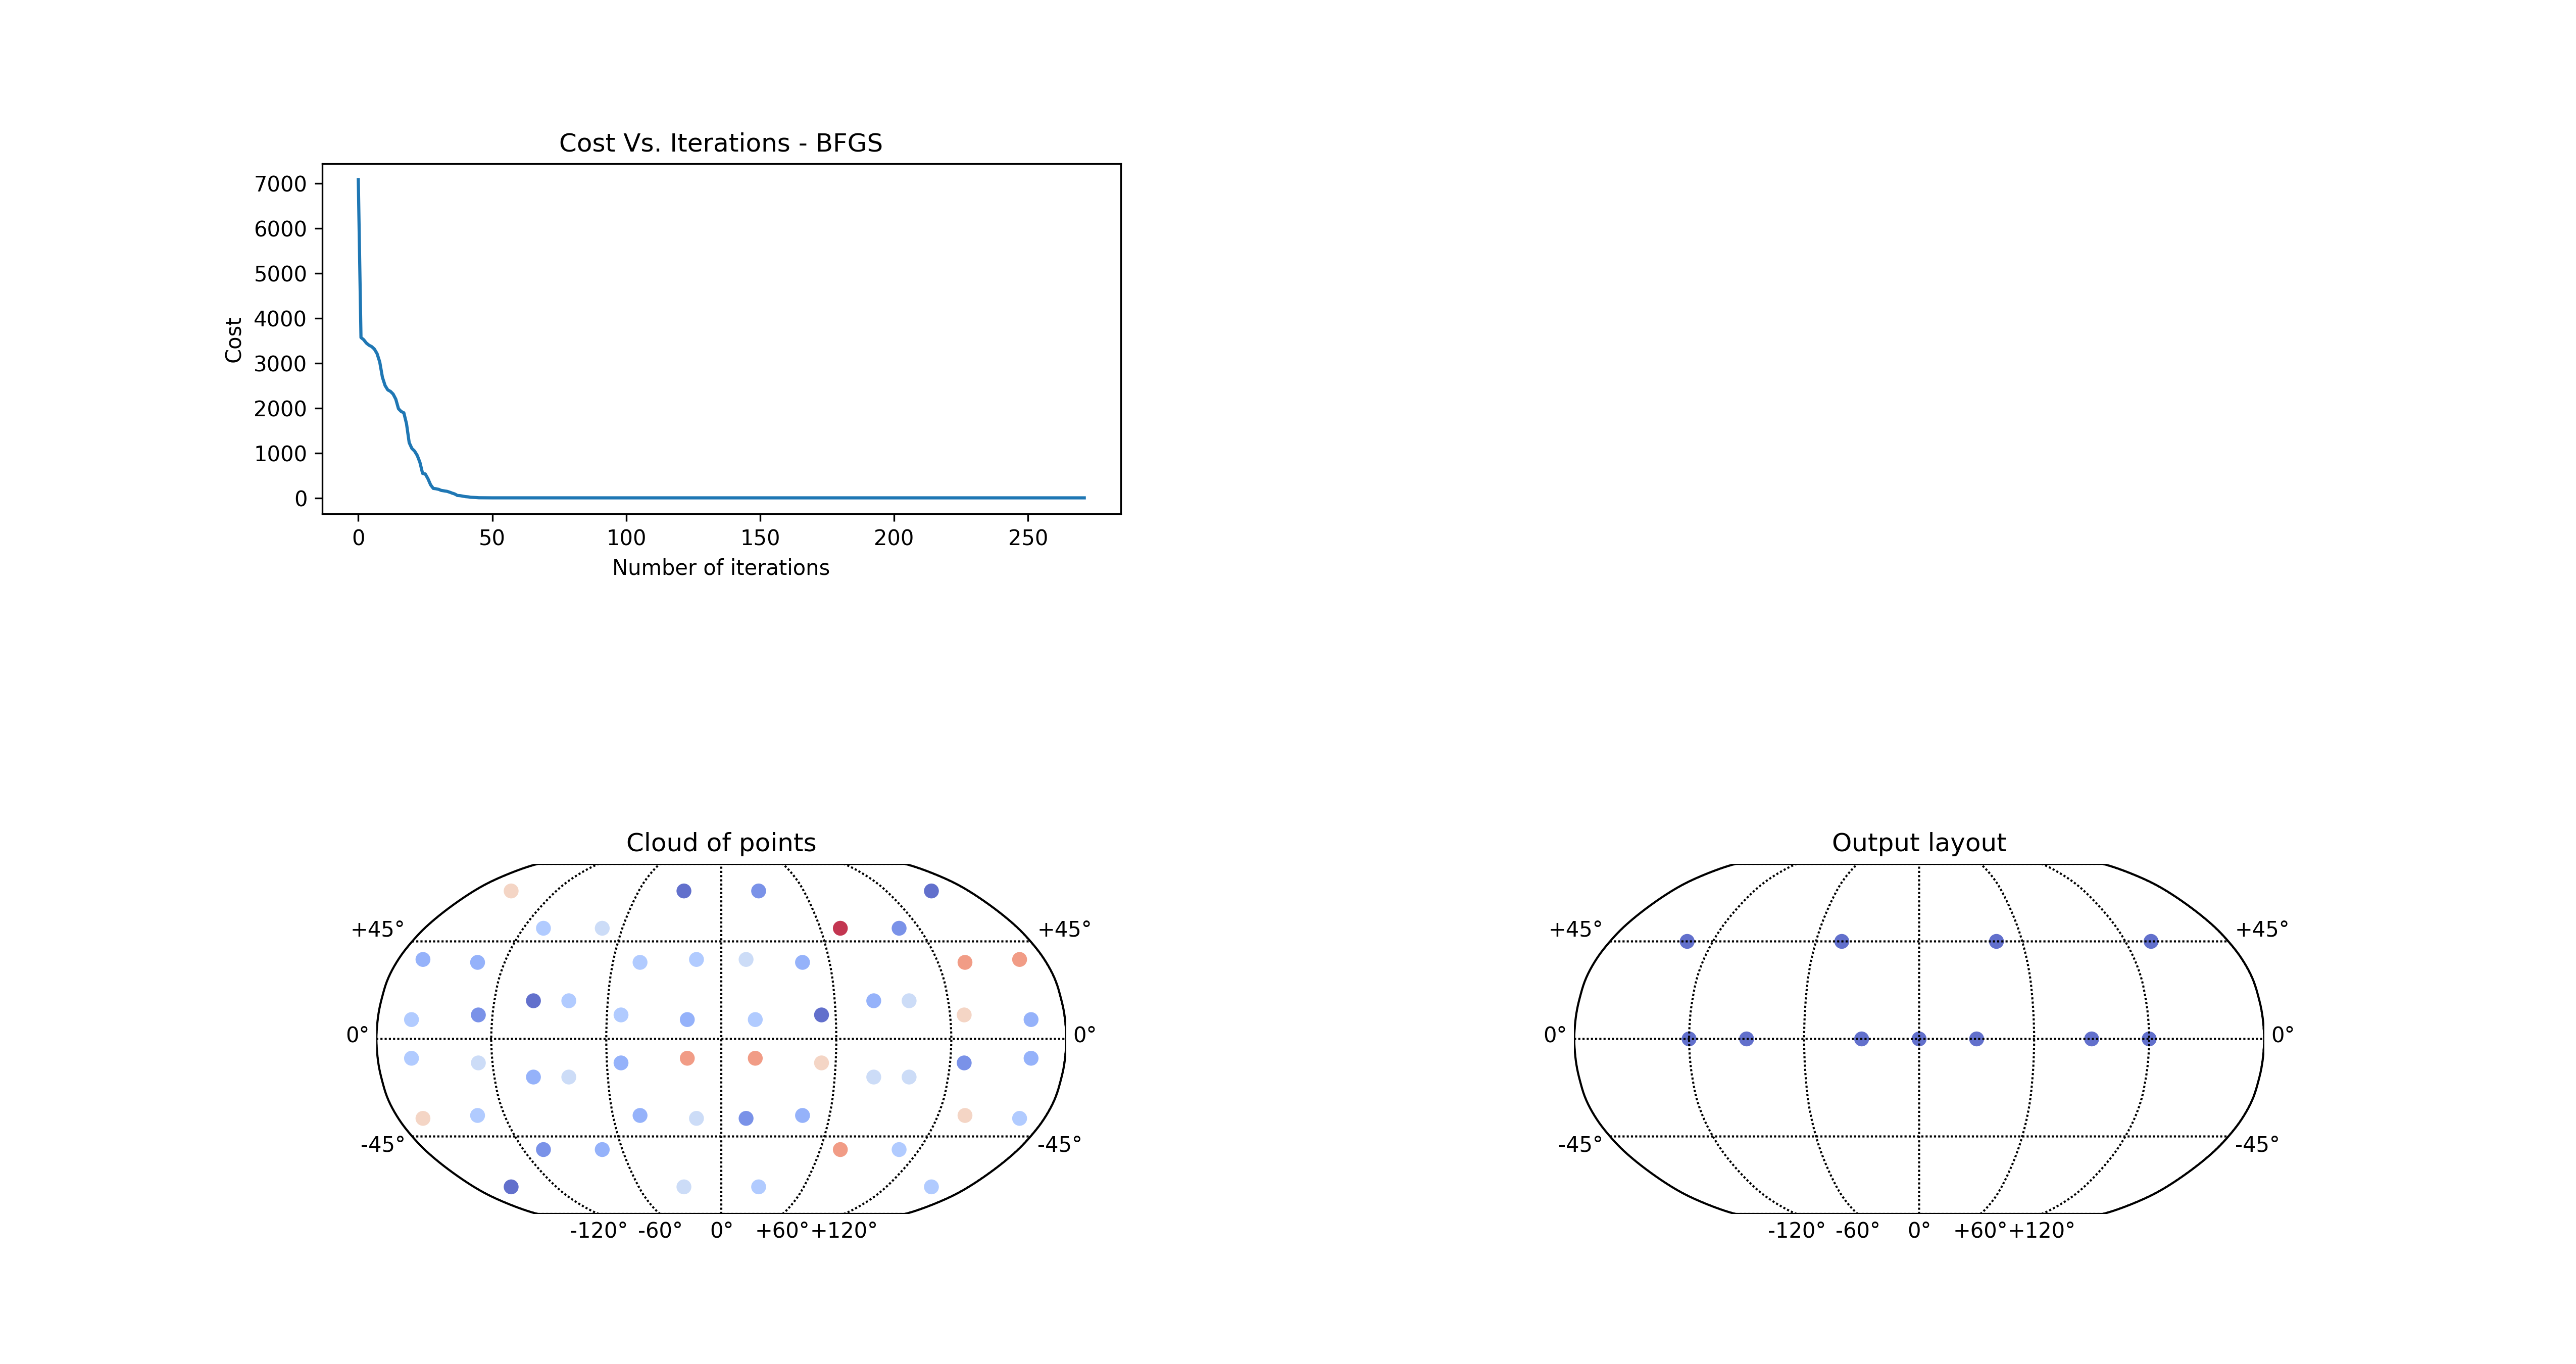 Cost Vs. Iterations - BFGS
7000
6000
5000
4000
3000
2000
1000
0
Cost
0 50 100 150 200 250
Number of iterations
Cloud of points
+45° +45°
0° 0°
-45° -45°
-120° -60° 0° +60° +120°
Output layout
+45° +45°
0° 0°
-45° -45°
-120° -60° 0° +60° +120°